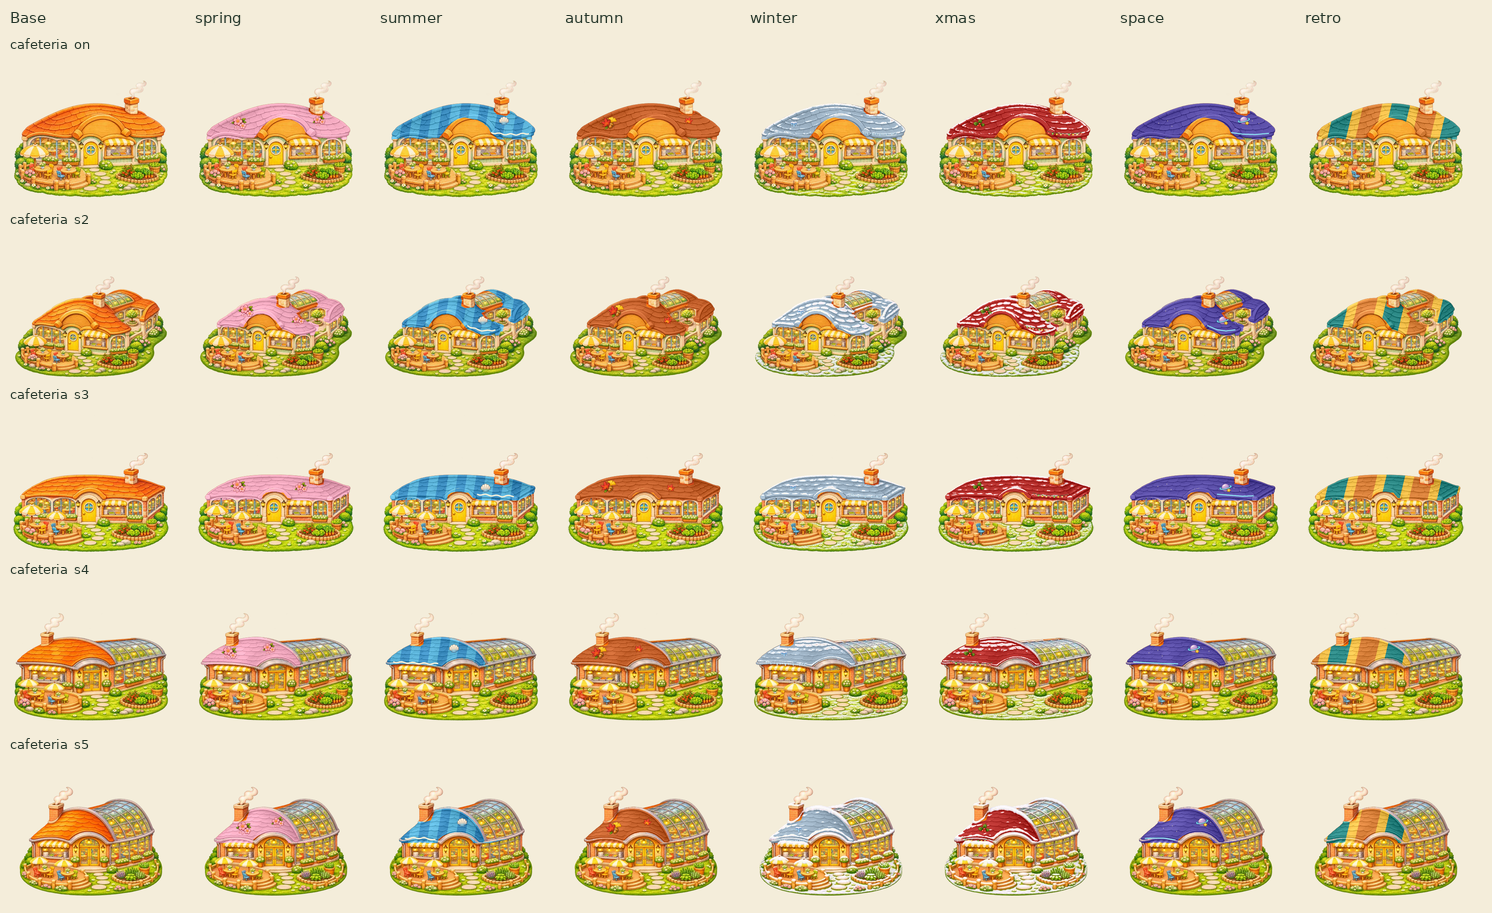 Base spring summer autumn winter xmas space retro
cafeteria on
cafeteria s2
cafeteria s3
cafeteria s4
cafeteria s5